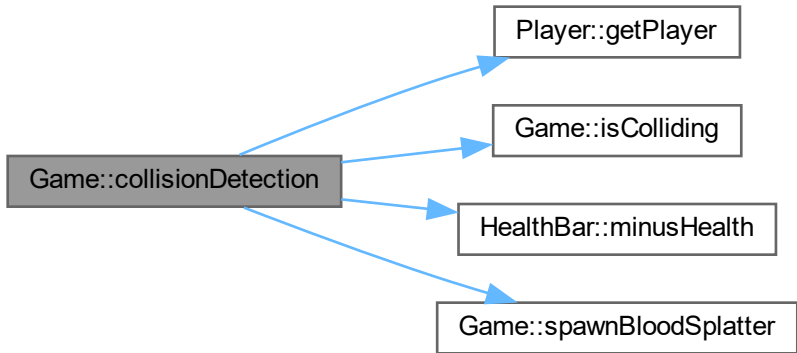 Player::getPlayer
Game::isColliding
Game::collisionDetection
HealthBar::minusHealth
Game::spawnBloodSplatter